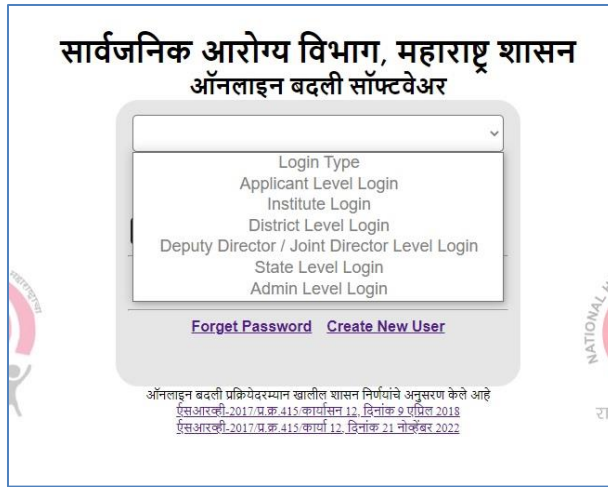 सार्वजनिक आरोग्य विभाग, महाराष्ट्र शासन
ऑनलाइन बदली सॉफ्टवेअर
Login Type
Applicant Level Login
Institute Login
District Level Login
Deputy Director / Joint Director Level Login
State Level Login
Admin Level Login
Forget Password Create New User
ऑनलाइन बदली प्रक्रियेदरम्यान खालील शासन निर्णयांचे अनुसरण केले आहे
एसआरव्ही-2017/प्र.क्र.415/कार्यासन 12, दिनांक 9 एप्रिल 2018
एसआरव्ही-2017/प्र.क्र.415/कार्या 12, दिनांक 21 नोव्हेंबर 2022
NATIONAL